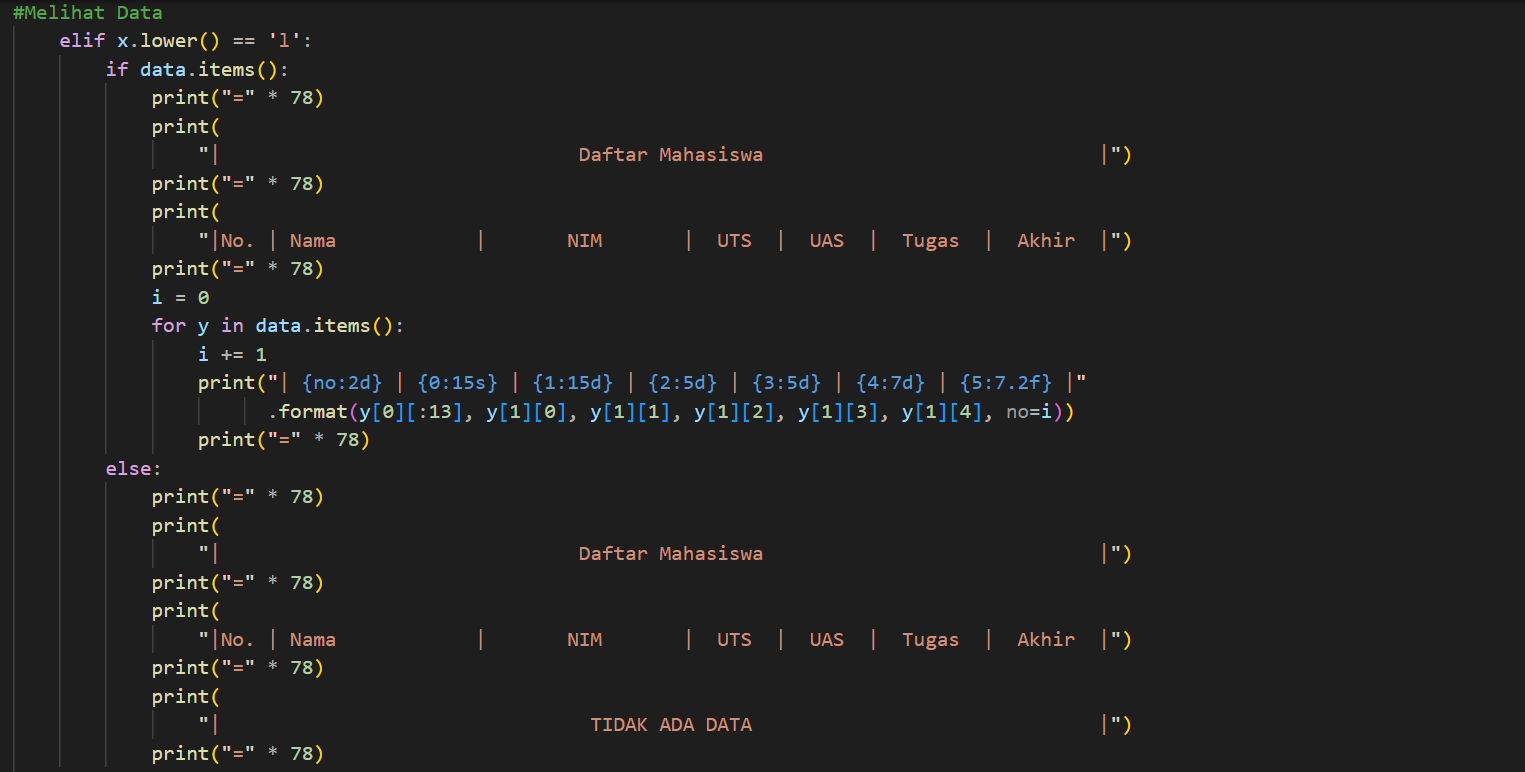 #Melihat Data
    elif x.lower() == 'l':
        if data.items():
            print("=" * 78)
            print(
                "|                               Daftar Mahasiswa                             |")
            print("=" * 78)
            print(
                "|No. | Nama            |       NIM       |  UTS  |  UAS  |  Tugas  |  Akhir  |")
            print("=" * 78)
            i = 0
            for y in data.items():
                i += 1
                print("| {no:2d} | {0:15s} | {1:15d} | {2:5d} | {3:5d} | {4:7d} | {5:7.2f} |"
                      .format(y[0][:13], y[1][0], y[1][1], y[1][2], y[1][3], y[1][4], no=i))
                print("=" * 78)
        else:
            print("=" * 78)
            print(
                "|                               Daftar Mahasiswa                             |")
            print("=" * 78)
            print(
                "|No. | Nama            |       NIM       |  UTS  |  UAS  |  Tugas  |  Akhir  |")
            print("=" * 78)
            print(
                "|                                TIDAK ADA DATA                              |")
            print("=" * 78)